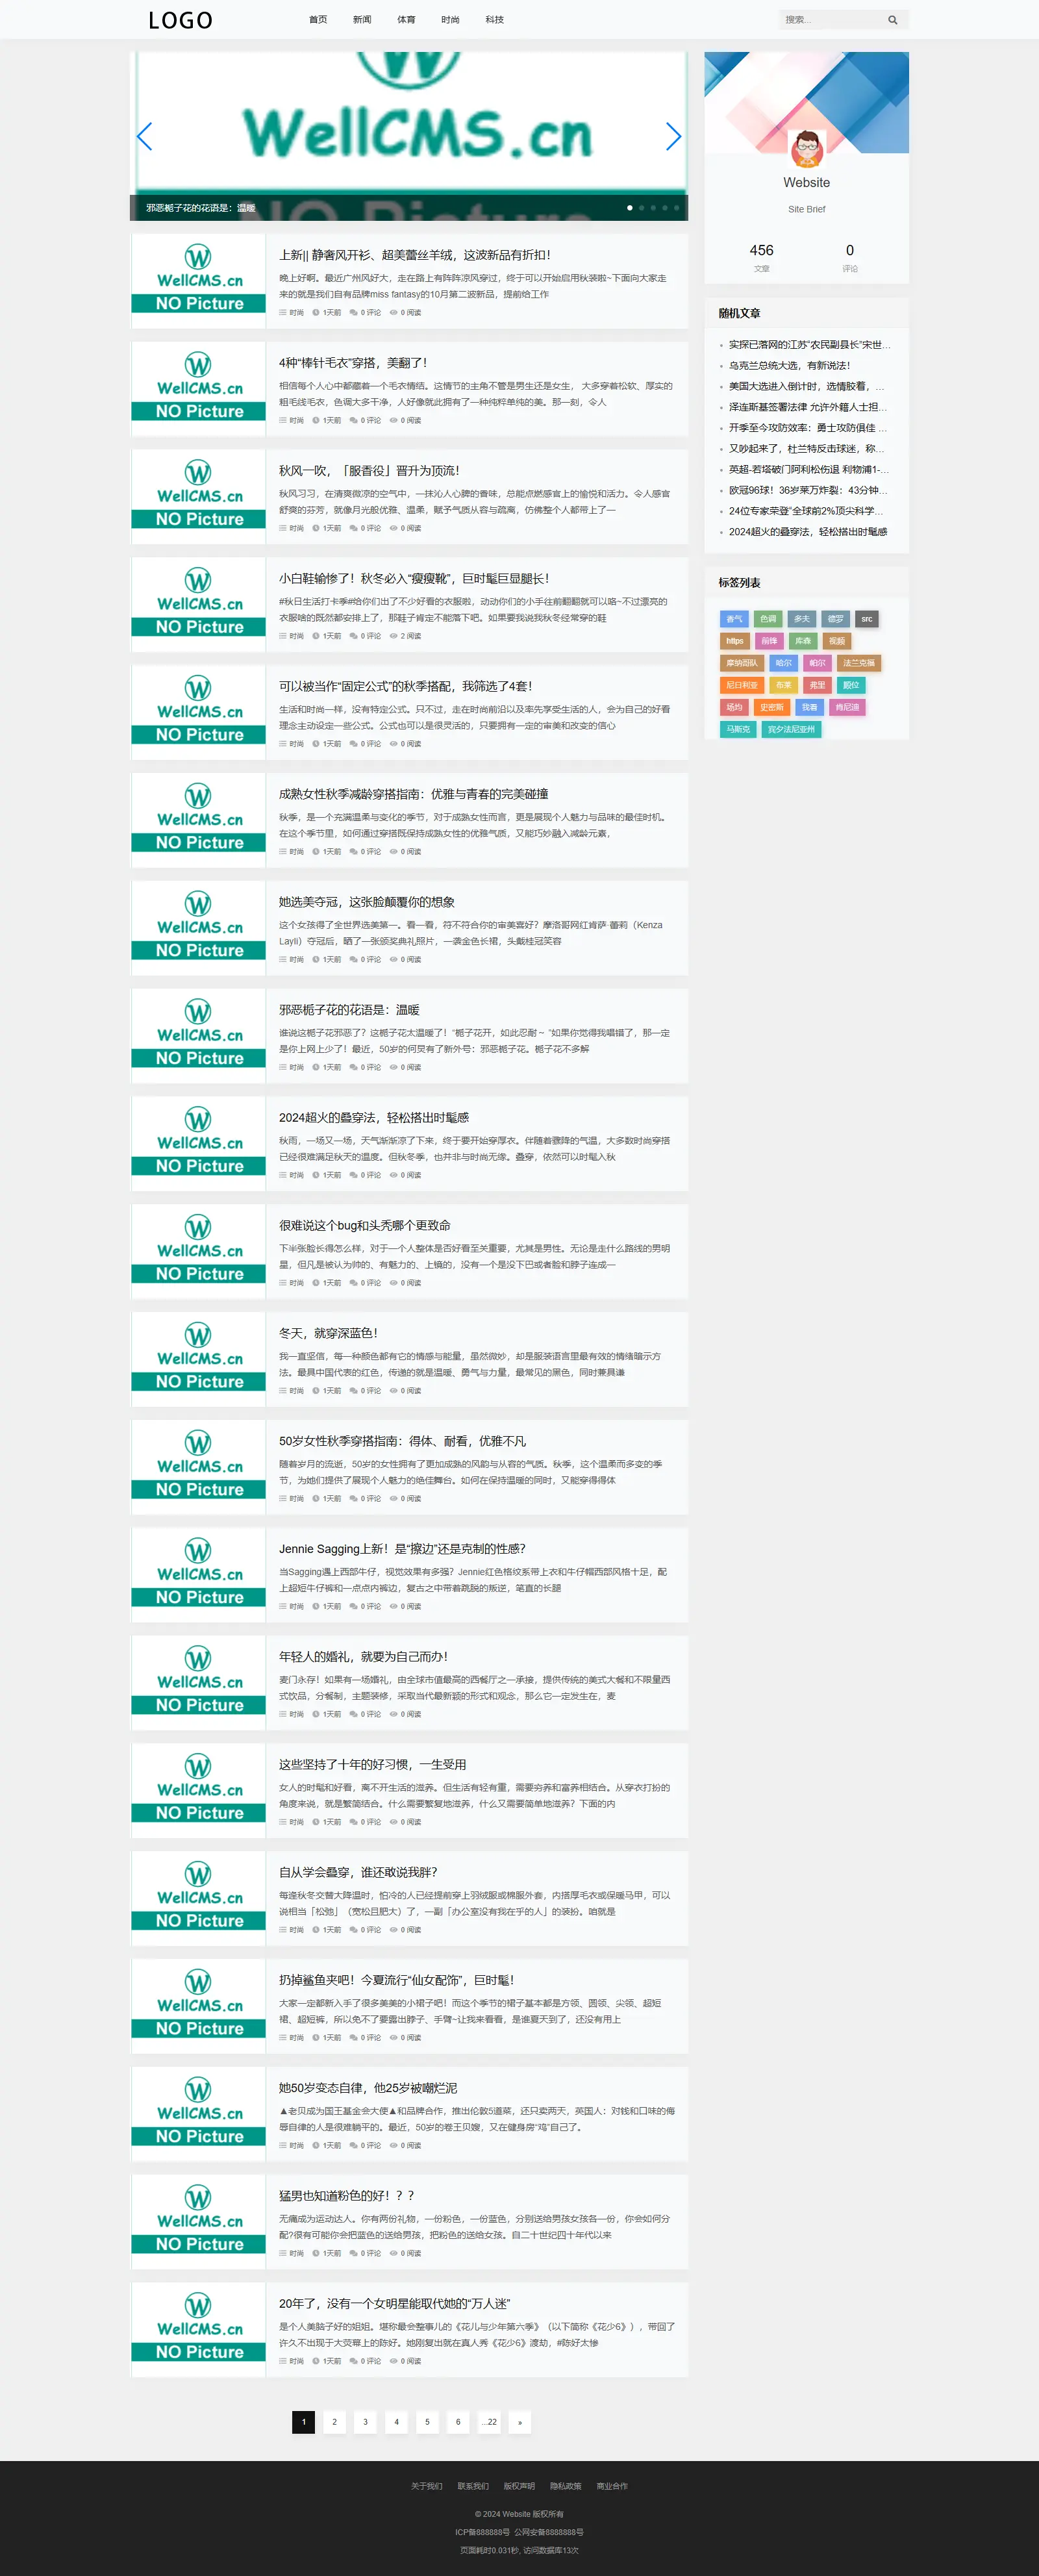 LOGO
首页 新闻 体育 时尚 科技
搜索...
WellCMS.cn
NO Picture
邪恶栀子花的花语是：温暖
上新|| 静奢风开衫、超美蕾丝羊绒，这波新品有折扣！
晚上好啊。最近广州风好大，走在路上有阵阵凉风穿过，终于可以开始启用秋装啦~下面向大家走
来的就是我们自有品牌miss fantasy的10月第二波新品，提前给工作
时尚 1天前 0 评论 0 阅读
WellCMS.cn
NO Picture
4种“棒针毛衣”穿搭，美翻了！
相信每个人心中都藏着一个毛衣情结。这情节的主角不管是男生还是女生， 大多穿着松软、厚实的
粗毛线毛衣，色调大多干净，人好像就此拥有了一种纯粹单纯的美。那一刻，令人
时尚 1天前 0 评论 0 阅读
WellCMS.cn
NO Picture
秋风一吹，「服香役」晋升为顶流！
秋风习习，在清爽微凉的空气中，一抹沁人心脾的香味，总能点燃感官上的愉悦和活力。令人感官
舒爽的芬芳，就像月光般优雅、温柔，赋予气质从容与疏离，仿佛整个人都带上了一
时尚 1天前 0 评论 0 阅读
WellCMS.cn
NO Picture
小白鞋输惨了！秋冬必入“瘦瘦靴”，巨时髦巨显腿长！
#秋日生活打卡季#给你们出了不少好看的衣服啦，动动你们的小手往前翻翻就可以咯~不过漂亮的
衣服啥的既然都安排上了，那鞋子肯定不能落下吧。如果要我说我秋冬经常穿的鞋
时尚 1天前 0 评论 2 阅读
WellCMS.cn
NO Picture
可以被当作“固定公式”的秋季搭配，我筛选了4套！
生活和时尚一样，没有特定公式。只不过，走在时尚前沿以及率先享受生活的人，会为自己的好看
理念主动设定一些公式。公式也可以是很灵活的，只要拥有一定的审美和改变的信心
时尚 1天前 0 评论 0 阅读
WellCMS.cn
NO Picture
成熟女性秋季减龄穿搭指南：优雅与青春的完美碰撞
秋季，是一个充满温柔与变化的季节，对于成熟女性而言，更是展现个人魅力与品味的最佳时机。
在这个季节里，如何通过穿搭既保持成熟女性的优雅气质，又能巧妙融入减龄元素，
时尚 1天前 0 评论 0 阅读
WellCMS.cn
NO Picture
她选美夺冠，这张脸颠覆你的想象
这个女孩得了全世界选美第一。看一看，符不符合你的审美喜好？摩洛哥网红肯萨·蕾莉（Kenza
Layli）夺冠后，晒了一张颁奖典礼照片，一袭金色长裙，头戴桂冠笑容
时尚 1天前 0 评论 0 阅读
WellCMS.cn
NO Picture
邪恶栀子花的花语是：温暖
谁说这栀子花邪恶了？这栀子花太温暖了！“栀子花开，如此忍耐～ ”如果你觉得我唱错了，那一定
是你上网上少了！最近，50岁的何炅有了新外号：邪恶栀子花。栀子花不多解
时尚 1天前 0 评论 0 阅读
WellCMS.cn
NO Picture
2024超火的叠穿法，轻松搭出时髦感
秋雨，一场又一场，天气渐渐凉了下来，终于要开始穿厚衣。伴随着骤降的气温，大多数时尚穿搭
已经很难满足秋天的温度。但秋冬季，也并非与时尚无缘。叠穿，依然可以时髦入秋
时尚 1天前 0 评论 0 阅读
WellCMS.cn
NO Picture
很难说这个bug和头秃哪个更致命
下半张脸长得怎么样，对于一个人整体是否好看至关重要，尤其是男性。无论是走什么路线的男明
星，但凡是被认为帅的、有魅力的、上镜的，没有一个是没下巴或者脸和脖子连成一
时尚 1天前 0 评论 0 阅读
WellCMS.cn
NO Picture
冬天，就穿深蓝色！
我一直坚信，每一种颜色都有它的情感与能量，虽然微妙，却是服装语言里最有效的情绪暗示方
法。最具中国代表的红色，传递的就是温暖、勇气与力量，最常见的黑色，同时兼具谦
时尚 1天前 0 评论 0 阅读
WellCMS.cn
NO Picture
50岁女性秋季穿搭指南：得体、耐看，优雅不凡
随着岁月的流逝，50岁的女性拥有了更加成熟的风韵与从容的气质。秋季，这个温柔而多变的季
节，为她们提供了展现个人魅力的绝佳舞台。如何在保持温暖的同时，又能穿得得体
时尚 1天前 0 评论 0 阅读
WellCMS.cn
NO Picture
Jennie Sagging上新！是“擦边”还是克制的性感？
当Sagging遇上西部牛仔，视觉效果有多强？Jennie红色格纹系带上衣和牛仔帽西部风格十足，配
上超短牛仔裤和一点点内裤边，复古之中带着跳脱的叛逆，笔直的长腿
时尚 1天前 0 评论 0 阅读
WellCMS.cn
NO Picture
年轻人的婚礼，就要为自己而办！
麦门永存！如果有一场婚礼，由全球市值最高的西餐厅之一承接，提供传统的美式大餐和不限量西
式饮品，分餐制，主题装修，采取当代最新颖的形式和观念，那么它一定发生在，麦
时尚 1天前 0 评论 0 阅读
WellCMS.cn
NO Picture
这些坚持了十年的好习惯，一生受用
女人的时髦和好看，离不开生活的滋养。但生活有轻有重，需要穷养和富养相结合。从穿衣打扮的
角度来说，就是繁简结合。什么需要繁复地滋养，什么又需要简单地滋养？下面的内
时尚 1天前 0 评论 0 阅读
WellCMS.cn
NO Picture
自从学会叠穿，谁还敢说我胖？
每逢秋冬交替大降温时，怕冷的人已经提前穿上羽绒服或棉服外套，内搭厚毛衣或保暖马甲，可以
说相当「松弛」（宽松且肥大）了，一副「办公室没有我在乎的人」的装扮。咱就是
时尚 1天前 0 评论 0 阅读
WellCMS.cn
NO Picture
扔掉鲨鱼夹吧！今夏流行“仙女配饰”，巨时髦！
大家一定都新入手了很多美美的小裙子吧！而这个季节的裙子基本都是方领、圆领、尖领、超短
裙、超短裤，所以免不了要露出脖子、手臂~让我来看看，是谁夏天到了，还没有用上
时尚 1天前 0 评论 0 阅读
WellCMS.cn
NO Picture
她50岁变态自律，他25岁被嘲烂泥
▲老贝成为国王基金会大使▲和品牌合作，推出伦敦5道菜，还只卖两天，英国人：对钱和口味的侮
辱自律的人是很难躺平的。最近，50岁的卷王贝嫂，又在健身房“鸡”自己了。
时尚 1天前 0 评论 0 阅读
WellCMS.cn
NO Picture
猛男也知道粉色的好！？？
无痛成为运动达人。你有两份礼物，一份粉色，一份蓝色，分别送给男孩女孩各一份，你会如何分
配?很有可能你会把蓝色的送给男孩，把粉色的送给女孩。自二十世纪四十年代以来
时尚 1天前 0 评论 0 阅读
WellCMS.cn
NO Picture
20年了，没有一个女明星能取代她的“万人迷”
是个人美脑子好的姐姐。堪称最会整事儿的《花儿与少年第六季》（以下简称《花少6》），带回了
许久不出现于大荧幕上的陈好。她刚复出就在真人秀《花少6》渡劫，#陈好太惨
时尚 1天前 0 评论 0 阅读
WellCMS.cn
NO Picture
1 2 3 4 5 6 ...22 »
Website
Site Brief
456 0
文章 评论
随机文章
实探已落网的江苏“农民副县长”宋世...
乌克兰总统大选，有新说法！
美国大选进入倒计时，选情胶着，...
泽连斯基签署法律 允许外籍人士担...
开季至今攻防效率：勇士攻防俱佳 ...
又吵起来了，杜兰特反击球迷，称...
英超-若塔破门阿利松伤退 利物浦1-...
欧冠96球！36岁莱万炸裂：43分钟...
24位专家荣登“全球前2%顶尖科学...
2024超火的叠穿法，轻松搭出时髦感
标签列表
香气 色调 多夫 德罗 src
https 前锋 库森 视频
摩纳哥队 哈尔 帕尔 法兰克福
尼日利亚 布莱 弗里 殿位
场均 史密斯 我看 肯尼迪
马斯克 宾夕法尼亚州
关于我们 联系我们 版权声明 隐私政策 商业合作
© 2024 Website 版权所有
ICP备888888号 公网安备8888888号
页面耗时0.031秒, 访问数据库13次